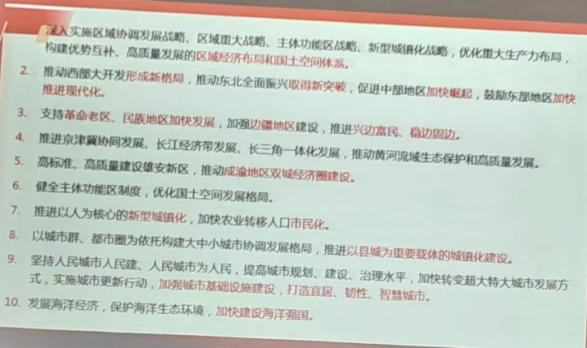 深入实施区域协调发展战略、区域重大战略、主体功能区战略、新型城镇化战略，优化重大生产力布局，
构建优势互补、高质量发展的区域经济布局和国土空间体系。
2. 推动西部大开发形成新格局，推动东北全面振兴取得新突破，促进中部地区加快崛起，鼓励东部地区加快
推进现代化。
3. 支持革命老区、民族地区加快发展，加强边疆地区建设，推进兴边富民、稳边固边。
4. 推进京津冀协同发展、长江经济带发展、长三角一体化发展，推动黄河流域生态保护和高质量发展。
5. 高标准、高质量建设雄安新区，推动成渝地区双城经济圈建设。
6. 健全主体功能区制度，优化国土空间发展格局。
7. 推进以人为核心的新型城镇化，加快农业转移人口市民化。
8. 以城市群、都市圈为依托构建大中小城市协调发展格局，推进以县城为重要载体的城镇化建设。
9. 坚持人民城市人民建、人民城市为人民，提高城市规划、建设、治理水平，加快转变超大特大城市发展方
式，实施城市更新行动，加强城市基础设施建设，打造宜居、韧性、智慧城市。
10. 发展海洋经济，保护海洋生态环境，加快建设海洋强国。